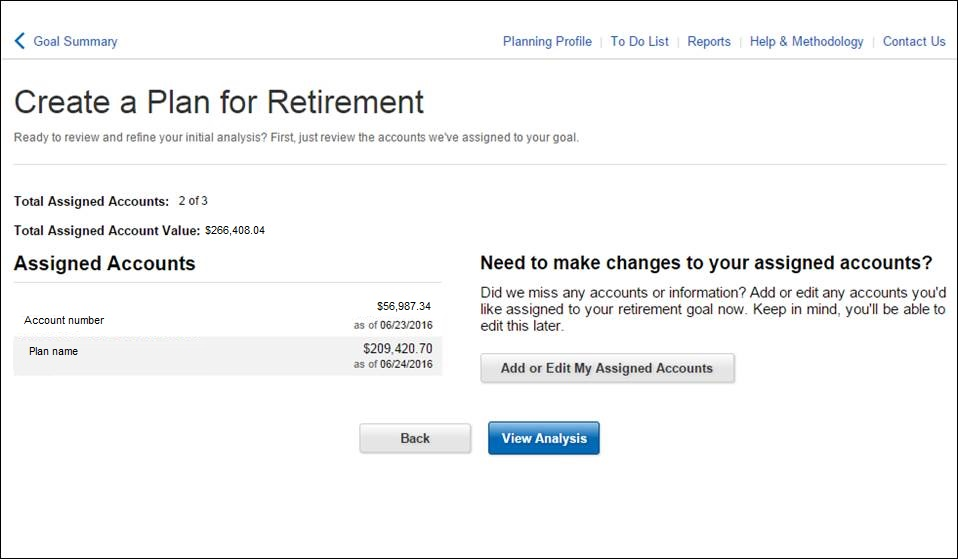 Goal Summary
Planning Profile | To Do List | Reports | Help & Methodology | Contact Us
Create a Plan for Retirement
Ready to review and refine your initial analysis? First, just review the accounts we've assigned to your goal.
Total Assigned Accounts: 2 of 3
Total Assigned Account Value: $266,408.04
Assigned Accounts
Account number
$56,987.34
as of 06/23/2016
Plan name
$209,420.70
as of 06/24/2016
Need to make changes to your assigned accounts?
Did we miss any accounts or information? Add or edit any accounts you'd
like assigned to your retirement goal now. Keep in mind, you'll be able to
edit this later.
Add or Edit My Assigned Accounts
Back
View Analysis